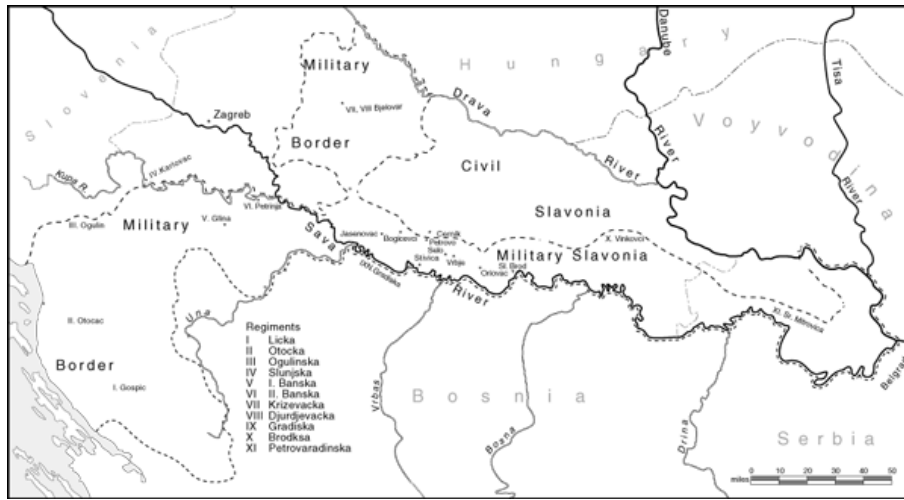 Hungary
Danube
Tisa
Slovenia
Military
Drava
Voyvodina
VII, VIII Bjelovar
Zagreb
River
River
Border
Civil
River
Kupa R.
IV Karlovac
VI. Petrinja
Slavonia
III. Ogulin
Military
V. Glina
Sava
Jasenovac
Bogicevci
Cernik
Petrovo
Selo
X. Vinkovci
Military Slavonia
Stivica
Vrbje
Sl. Brod
Oriovac
IX.N. Gradiska
River
Una
XI. Sr. Mitrovica
II. Otocac
Border
I. Gospic
Belgrade
Vrbas
Bosnia
Bosna
Drina
Serbia
Regiments
I Licka
II Otocka
III Ogulinska
IV Slunjska
V I. Banska
VI II. Banska
VII Krizevacka
VIII Djurdjevacka
IX Gradiska
X Brodksa
XI Petrovaradinska
0 10 20 30 40 50
miles